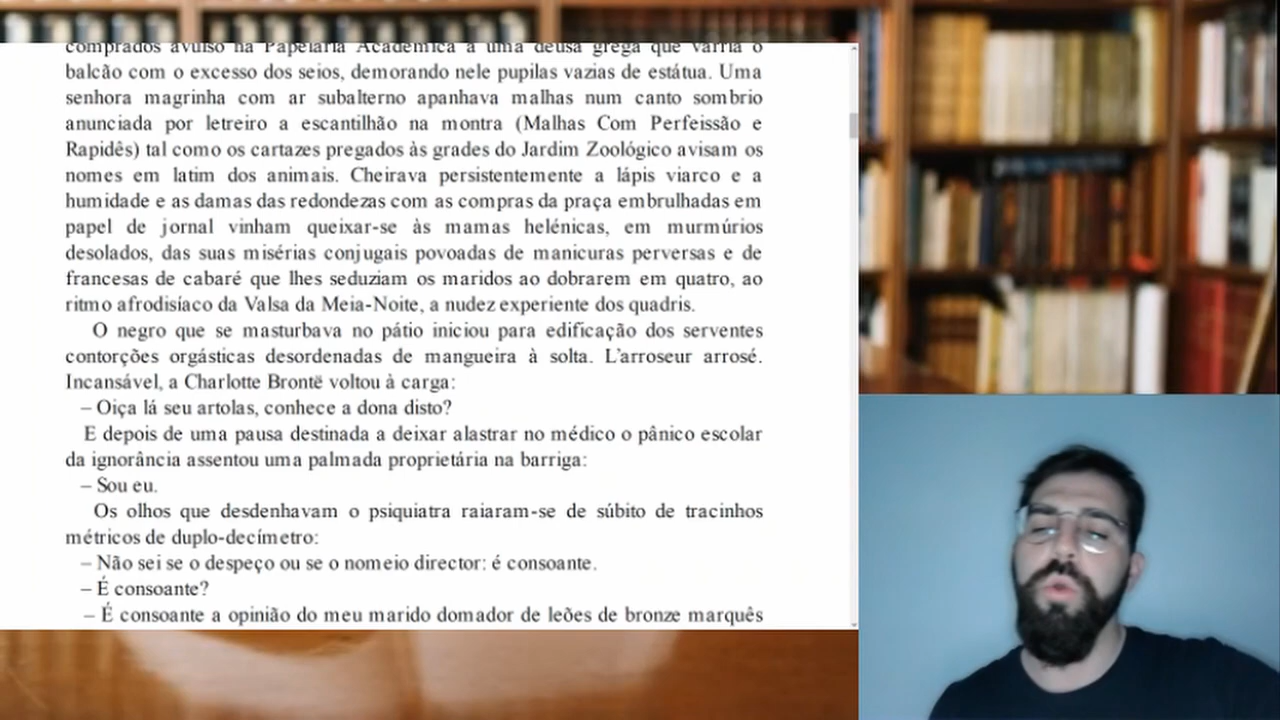 comprados avulso na Papelaria Académica a uma deusa grega que varria o
balcão com o excesso dos seios, demorando nele pupilas vazias de estátua. Uma
senhora magrinha com ar subalterno apanhava malhas num canto sombrio
anunciada por letreiro a escantilhão na montra (Malhas Com Perfeissão e
Rapidês) tal como os cartazes pregados às grades do Jardim Zoológico avisam os
nomes em latim dos animais. Cheirava persistentemente a lápis viarco e a
humidade e as damas das redondezas com as compras da praça embrulhadas em
papel de jornal vinham queixar-se às mamas helénicas, em murmúrios
desolados, das suas misérias conjugais povoadas de manicuras perversas e de
francesas de cabaré que lhes seduziam os maridos ao dobrarem em quatro, ao
ritmo afrodisíaco da Valsa da Meia-Noite, a nudez experiente dos quadris.
O negro que se masturbava no pátio iniciou para edificação dos serventes
contorções orgásticas desordenadas de mangueira à solta. L'arroseur arrosé.
Incansável, a Charlotte Brontë voltou à carga:
– Oiça lá seu artolas, conhece a dona disto?
E depois de uma pausa destinada a deixar alastrar no médico o pânico escolar
da ignorância assentou uma palmada proprietária na barriga:
– Sou eu.
Os olhos que desdenhavam o psiquiatra raiaram-se de súbito de tracinhos
métricos de duplo-decímetro:
– Não sei se o despeço ou se o nomeio director: é consoante.
– É consoante?
– É consoante a opinião do meu marido domador de leões de bronze marquês